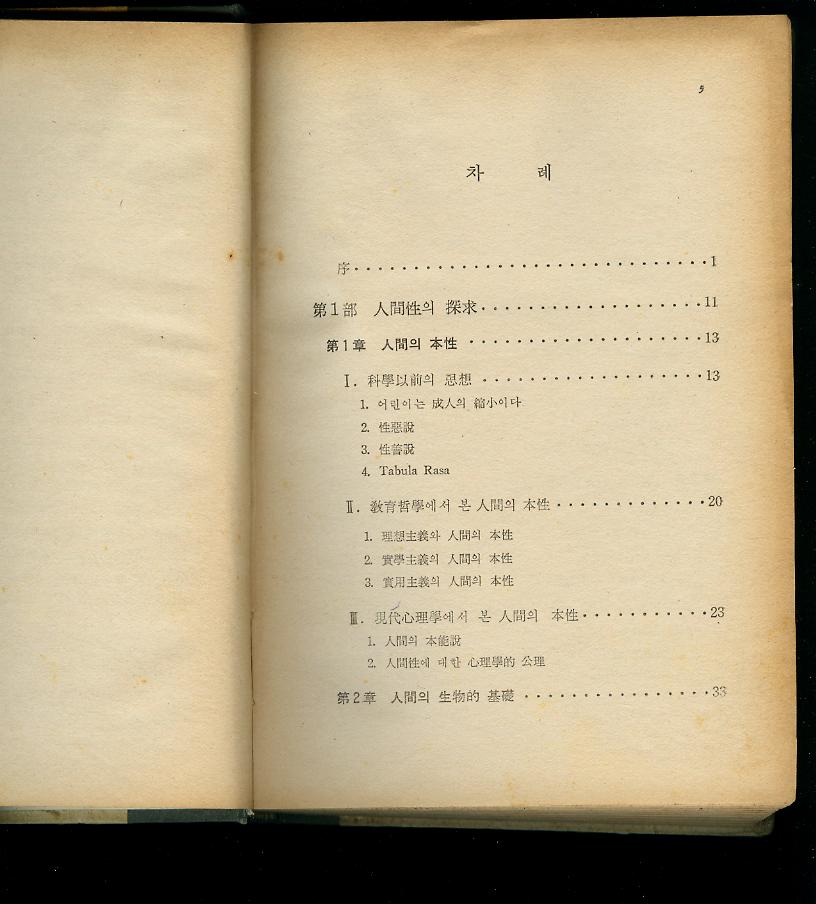 5
차 례
序·····························1
第1部 人間性의 探求···················11
第1章 人間의 本性 ····················13
Ⅰ. 科學以前의 思想 ···················13
1. 어린이는 成人의 縮小이다
2. 性惡說
3. 性善說
4. Tabula Rasa
Ⅱ. 敎育哲學에서 본 人間의 本性 ·············20
1. 理想主義와 人間의 本性
2. 實學主義의 人間의 本性
3. 實用主義의 人間의 本性
Ⅲ. 現代心理學에서 본 人間의 本性···········23
1. 人間의 本能說
2. 人間性에 대한 心理學的 公理
第2章 人間의 生物的 基礎 ················33